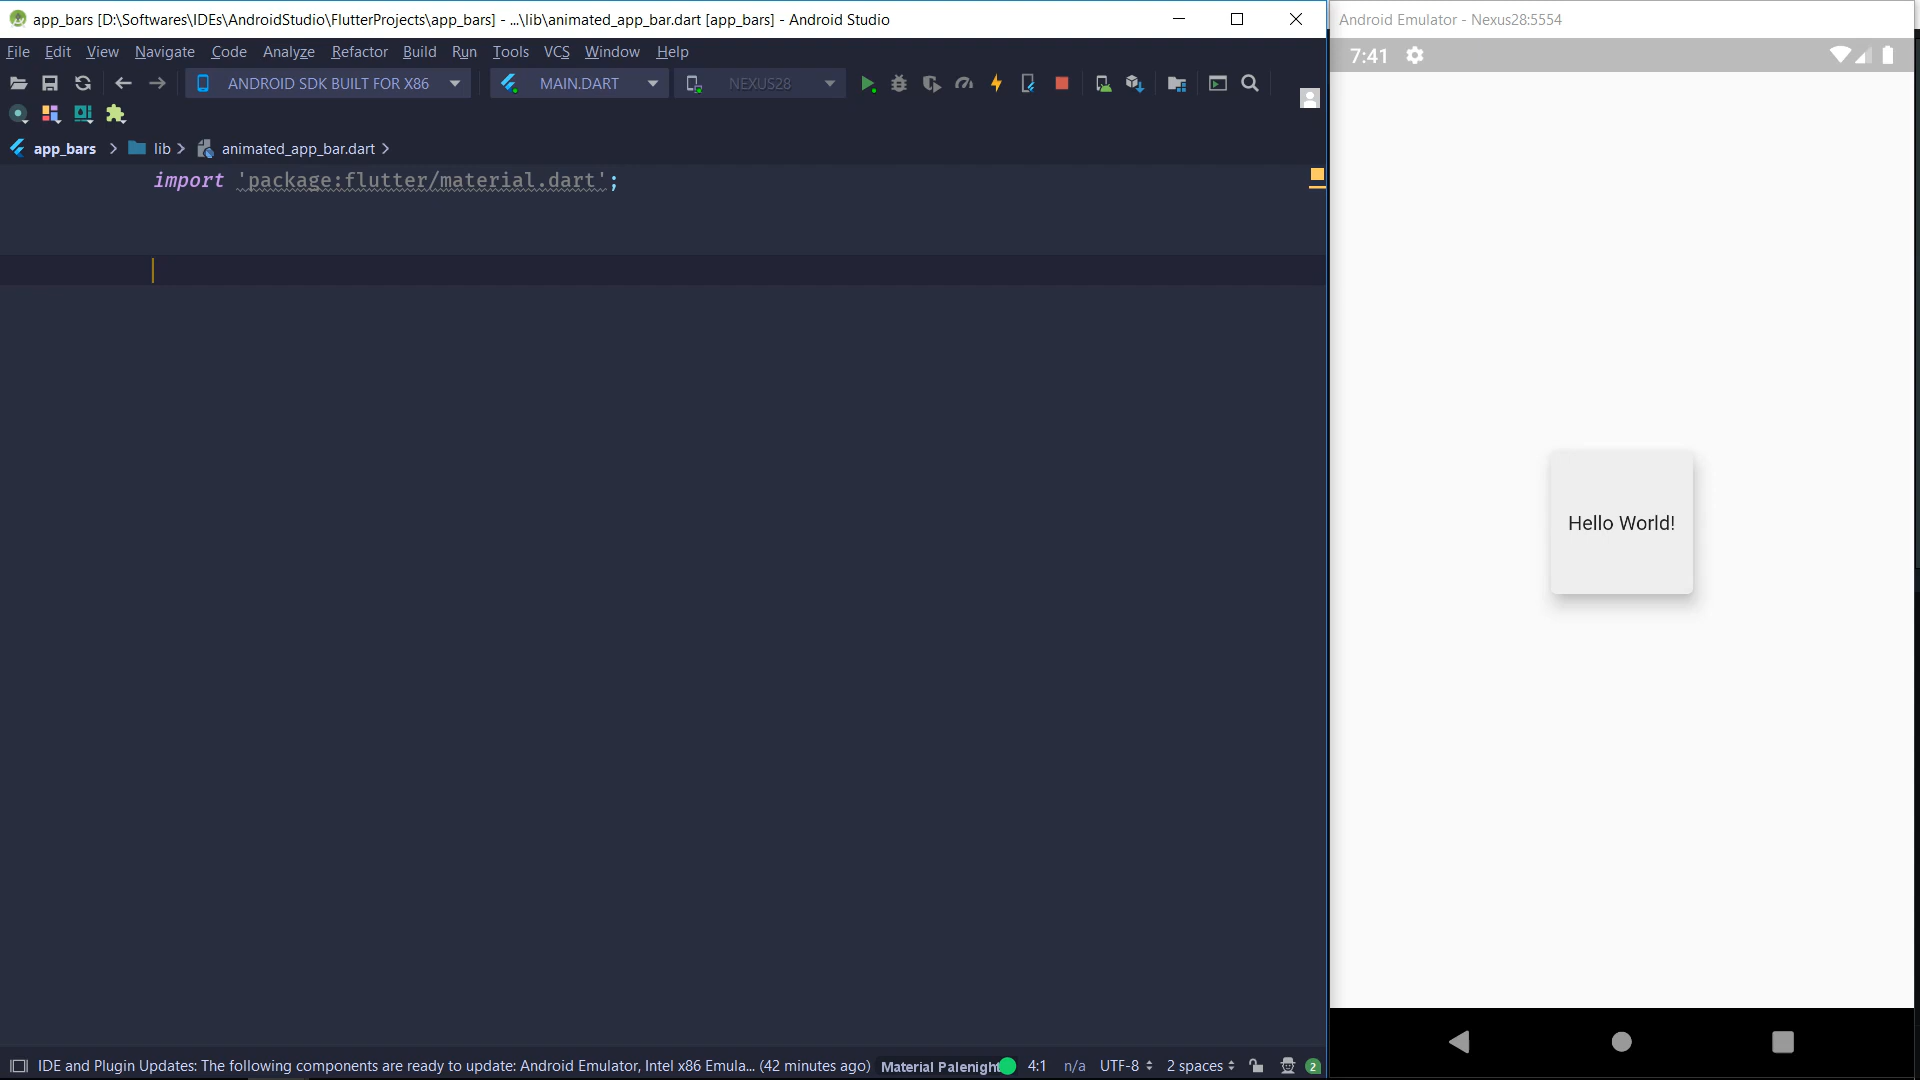 app_bars [D:\Softwares\IDEs\AndroidStudio\FlutterProjects\app_bars] - ...\lib\animated_app_bar.dart [app_bars] - Android Studio
File Edit View Navigate Code Analyze Refactor Build Run Tools VCS Window Help
ANDROID SDK BUILT FOR X86 MAIN.DART NEXUS28
app_bars lib animated_app_bar.dart
import 'package:flutter/material.dart';
IDE and Plugin Updates: The following components are ready to update: Android Emulator, Intel x86 Emula... (42 minutes ago) Material Palenight 4:1 n/a UTF-8 2 spaces 2
Android Emulator - Nexus28:5554
7:41
Hello World!